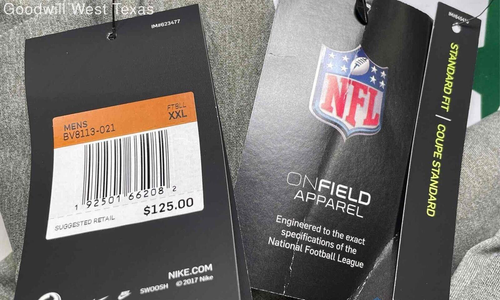 Goodwill West Texas
IM#623477
MENS
BV8113-021
FTBLL
XXL
1 92501 66208 2
SUGGESTED RETAIL
$125.00
NIKE.COM
SWOOSH © 2017 Nike
NFL
ONFIELD
APPAREL
Engineered to the exact
specifications of the
National Football League
STANDARD FIT | COUPE STANDARD